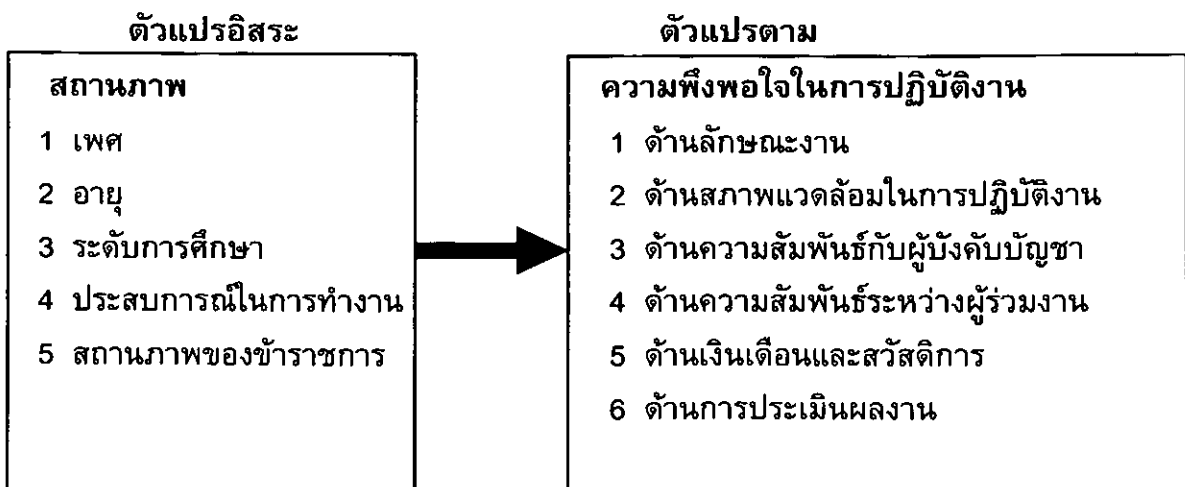 ตัวแปรอิสระ
สถานภาพ
1 เพศ
2 อายุ
3 ระดับการศึกษา
4 ประสบการณ์ในการทำงาน
5 สถานภาพของข้าราชการ
ตัวแปรตาม
ความพึงพอใจในการปฏิบัติงาน
1 ด้านลักษณะงาน
2 ด้านสภาพแวดล้อมในการปฏิบัติงาน
3 ด้านความสัมพันธ์กับผู้บังคับบัญชา
4 ด้านความสัมพันธ์ระหว่างผู้ร่วมงาน
5 ด้านเงินเดือนและสวัสดิการ
6 ด้านการประเมินผลงาน